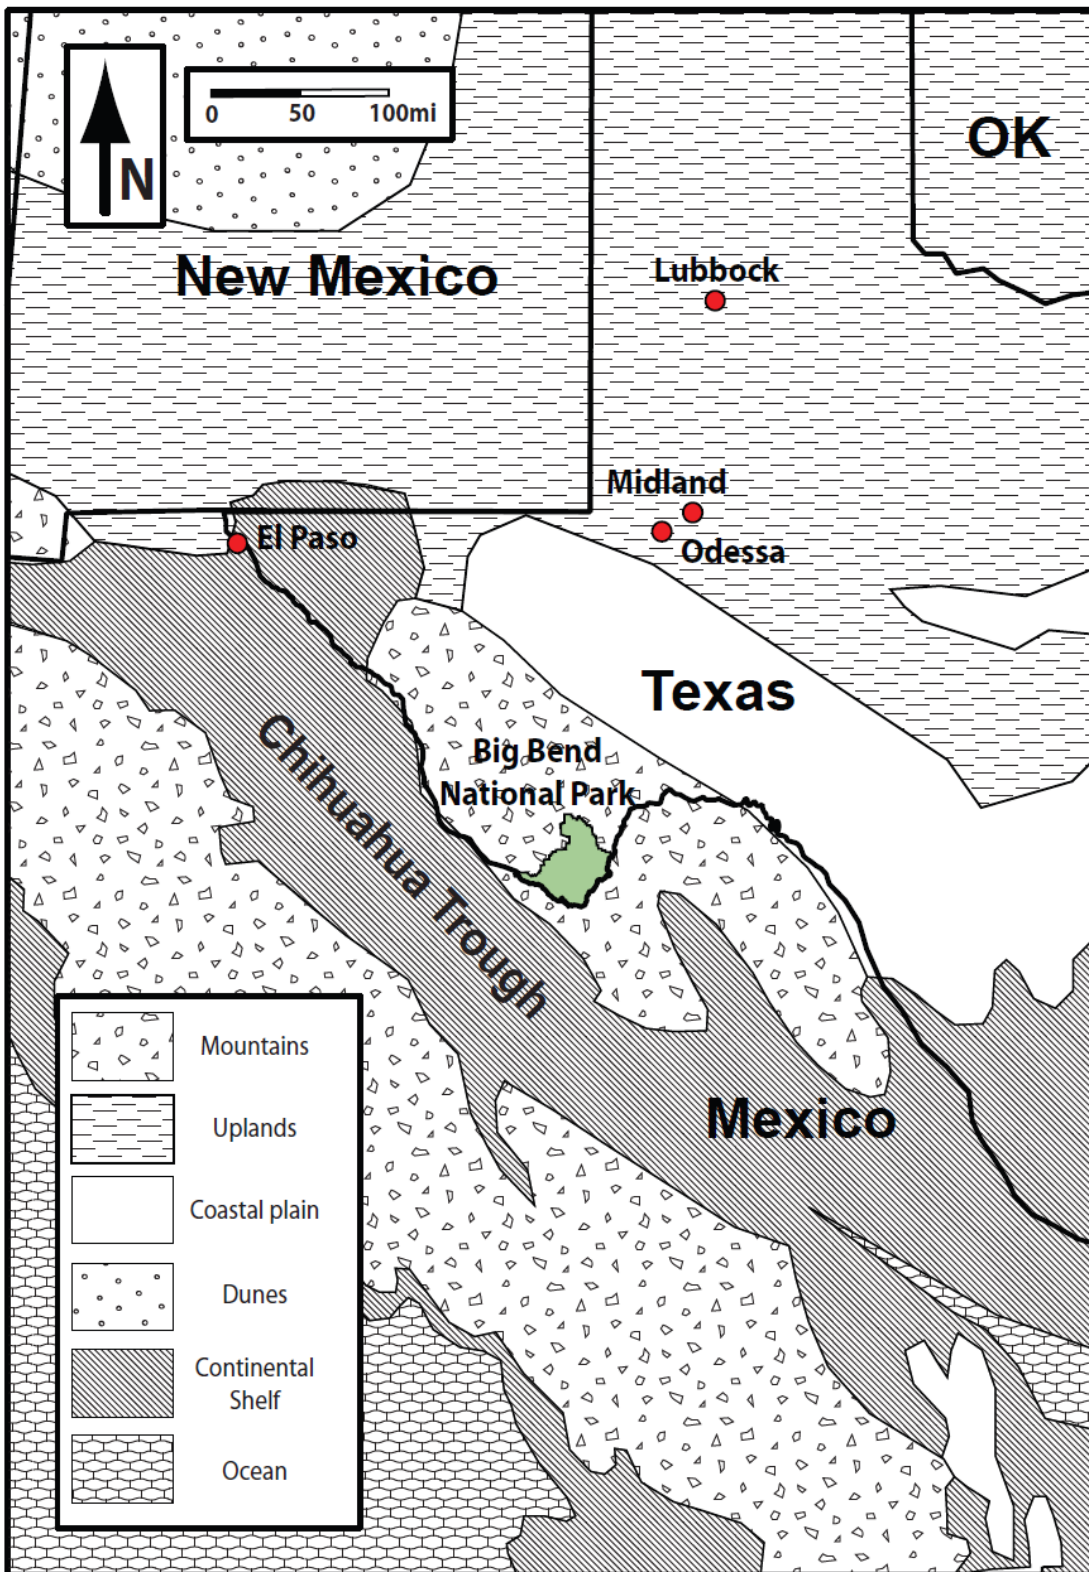 N
0 50 100mi
OK
New Mexico
Lubbock
Midland
Odessa
El Paso
Texas
Big Bend
National Park
Chihuahua Trough
Mexico
Mountains
Uplands
Coastal plain
Dunes
Continental
Shelf
Ocean